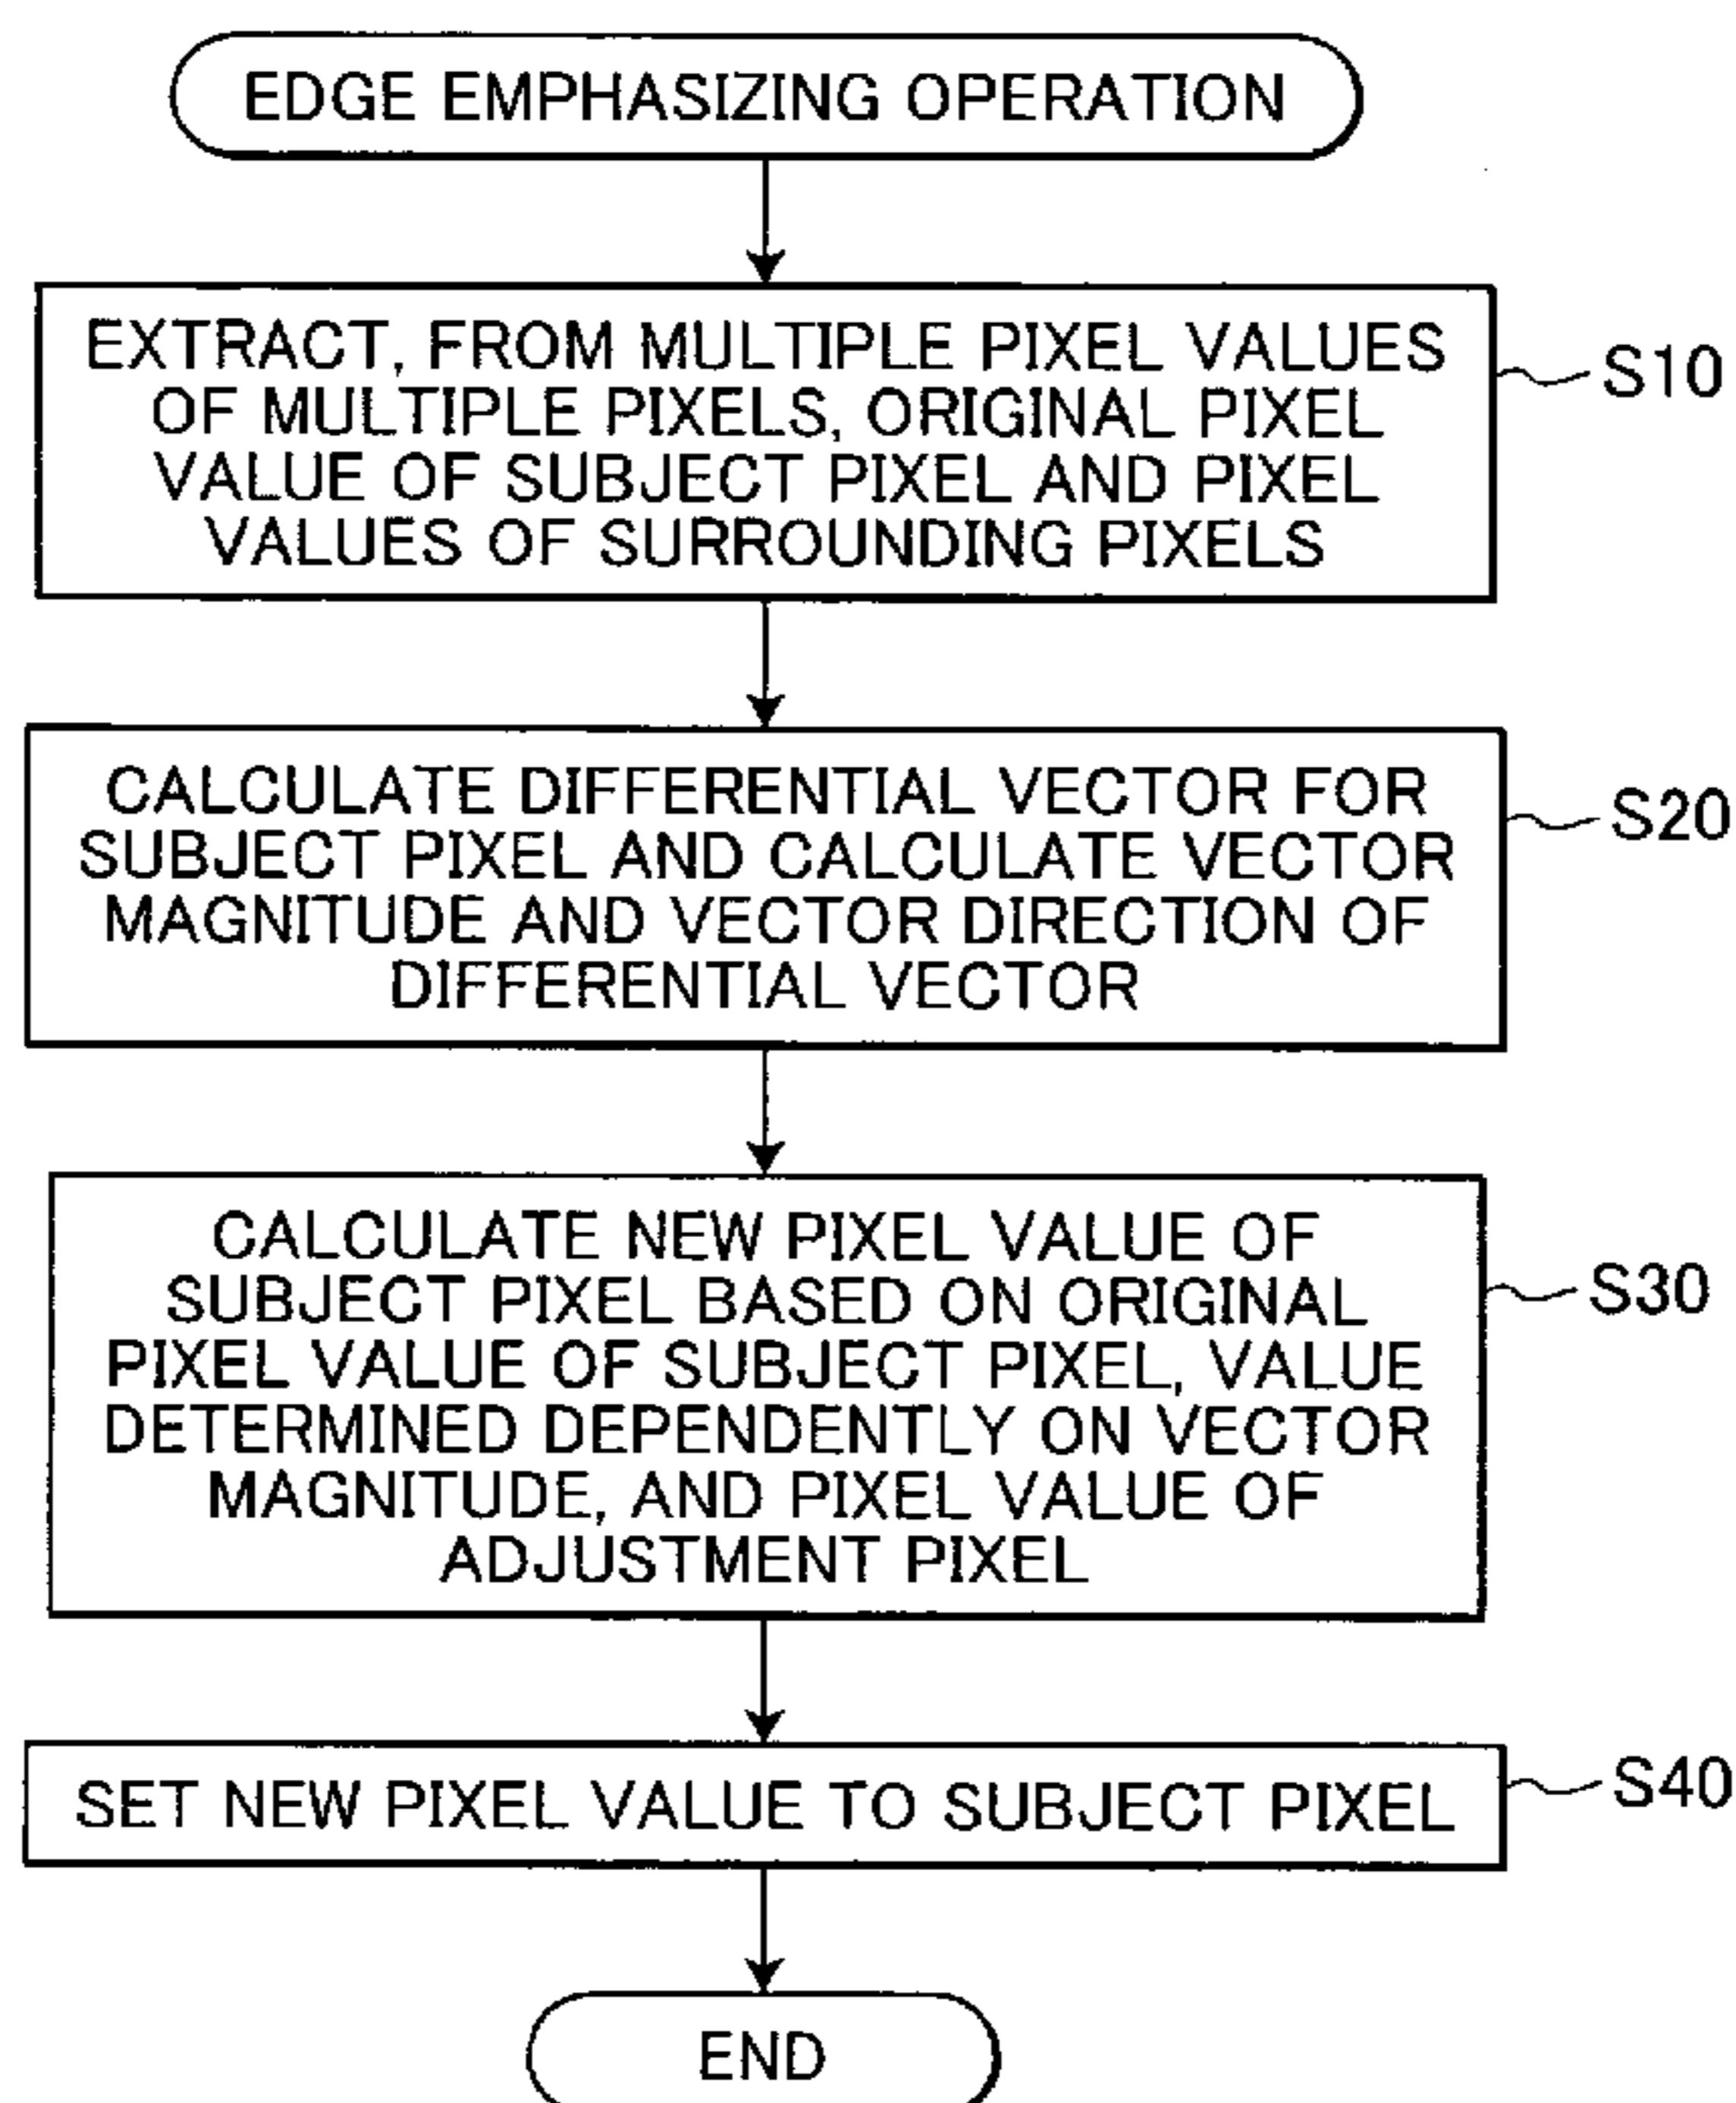 EDGE EMPHASIZING OPERATION
EXTRACT, FROM MULTIPLE PIXEL VALUES
OF MULTIPLE PIXELS, ORIGINAL PIXEL
VALUE OF SUBJECT PIXEL AND PIXEL
VALUES OF SURROUNDING PIXELS
S10
CALCULATE DIFFERENTIAL VECTOR FOR
SUBJECT PIXEL AND CALCULATE VECTOR
MAGNITUDE AND VECTOR DIRECTION OF
DIFFERENTIAL VECTOR
S20
CALCULATE NEW PIXEL VALUE OF
SUBJECT PIXEL BASED ON ORIGINAL
PIXEL VALUE OF SUBJECT PIXEL, VALUE
DETERMINED DEPENDENTLY ON VECTOR
MAGNITUDE, AND PIXEL VALUE OF
ADJUSTMENT PIXEL
S30
SET NEW PIXEL VALUE TO SUBJECT PIXEL
S40
END